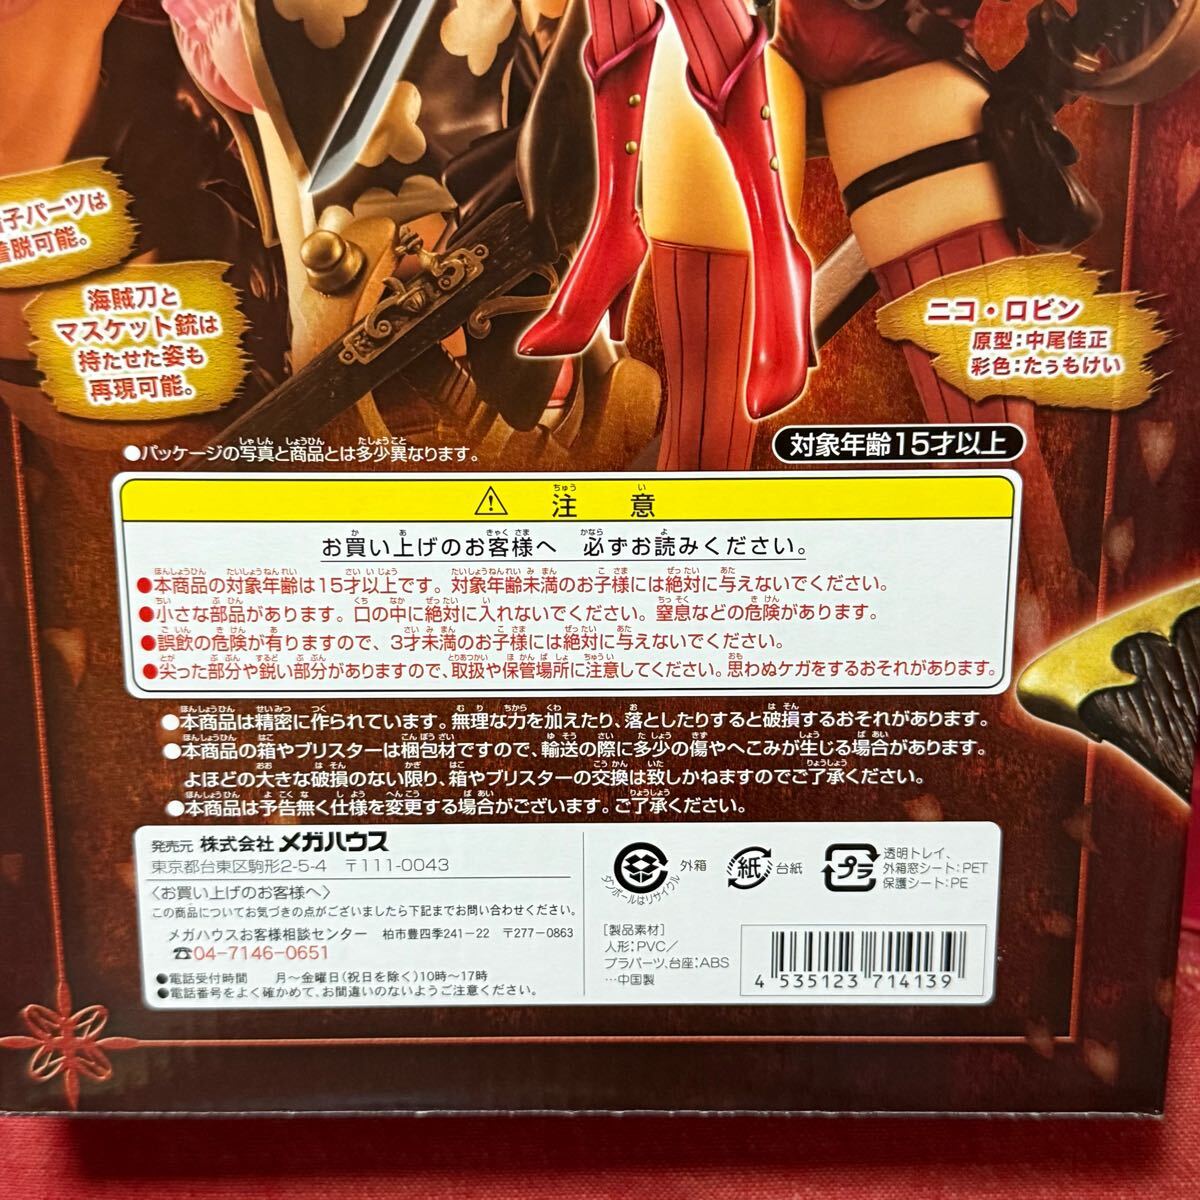 子パーツは
着脱可能。
海賊刀と
マスケット銃は
持たせた姿も
再現可能。
ニコ・ロビン
原型：中尾佳正
彩色：たぅもけい
●パッケージの写真と商品とは多少異なります。
対象年齢15才以上
⚠ 注意
お買い上げのお客様へ　必ずお読みください。
●本商品の対象年齢は15才以上です。対象年齢未満のお子様には絶対に与えないでください。
●小さな部品があります。口の中に絶対に入れないでください。窒息などの危険があります。
●誤飲の危険が有りますので、3才未満のお子様には絶対に与えないでください。
●尖った部分や鋭い部分がありますので、取扱や保管場所に注意してください。思わぬケガをするおそれがあります。
●本商品は精密に作られています。無理な力を加えたり、落としたりすると破損するおそれがあります。
●本商品の箱やブリスターは梱包材ですので、輸送の際に多少の傷やへこみが生じる場合があります。
よほどの大きな破損のない限り、箱やブリスターの交換は致しかねますのでご了承ください。
●本商品は予告無く仕様を変更する場合がございます。ご了承ください。
発売元 株式会社 メガハウス
東京都台東区駒形2-5-4　〒111-0043
〈お買い上げのお客様へ〉
この商品についてお気づきの点がございましたら下記までお問い合わせください。
メガハウスお客様相談センター　柏市豊四季241-22　〒277-0863
☎04-7146-0651
●電話受付時間　月〜金曜日（祝日を除く）10時〜17時
●電話番号をよく確かめて、お間違いのないようご注意ください。
ダンボールはリサイクル
外箱
紙
台紙
プラ
透明トレイ、
外箱窓シート：PET
保護シート：PE
［製品素材］
人形：PVC／
プラパーツ、台座：ABS
…中国製
4 535123 714139